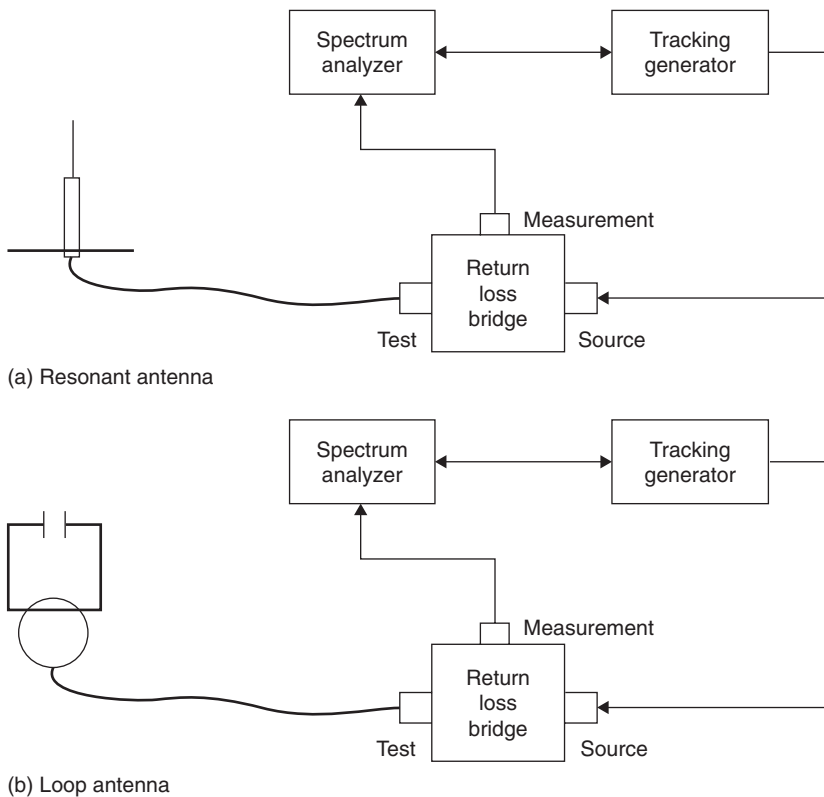 Spectrum
analyzer
Tracking
generator
Measurement
Return
loss
bridge
Test
Source
(a) Resonant antenna
Spectrum
analyzer
Tracking
generator
Measurement
Return
loss
bridge
Test
Source
(b) Loop antenna